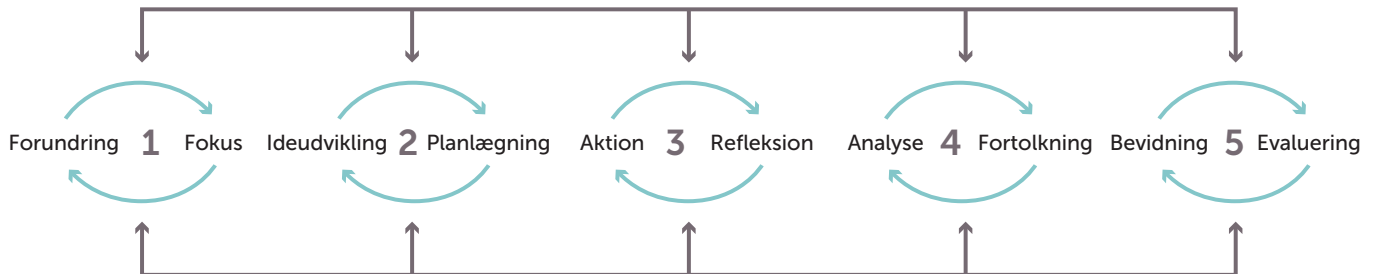 Forundring 1 Fokus Ideudvikling 2 Planlægning Aktion 3 Refleksion Analyse 4 Fortolkning Bevidning 5 Evaluering